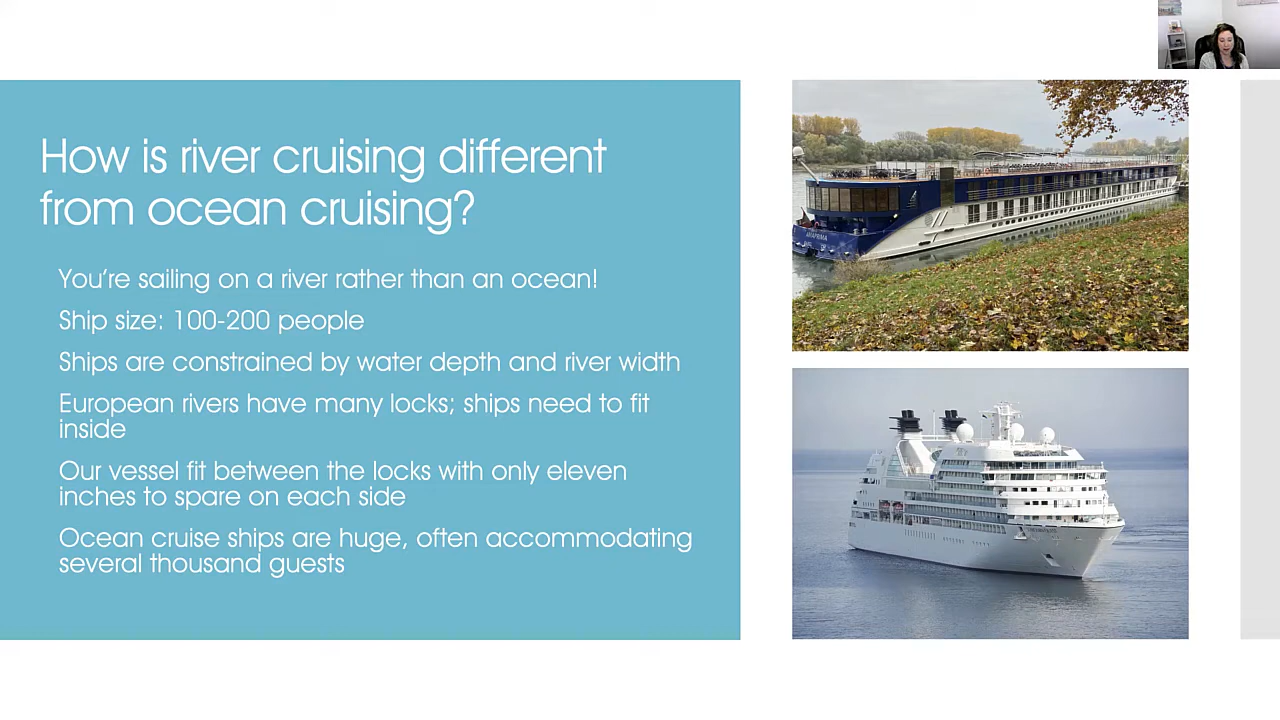 How is river cruising different
from ocean cruising?
You're sailing on a river rather than an ocean!
Ship size: 100-200 people
Ships are constrained by water depth and river width
European rivers have many locks; ships need to fit
inside
Our vessel fit between the locks with only eleven
inches to spare on each side
Ocean cruise ships are huge, often accommodating
several thousand guests
AMAPRIMA